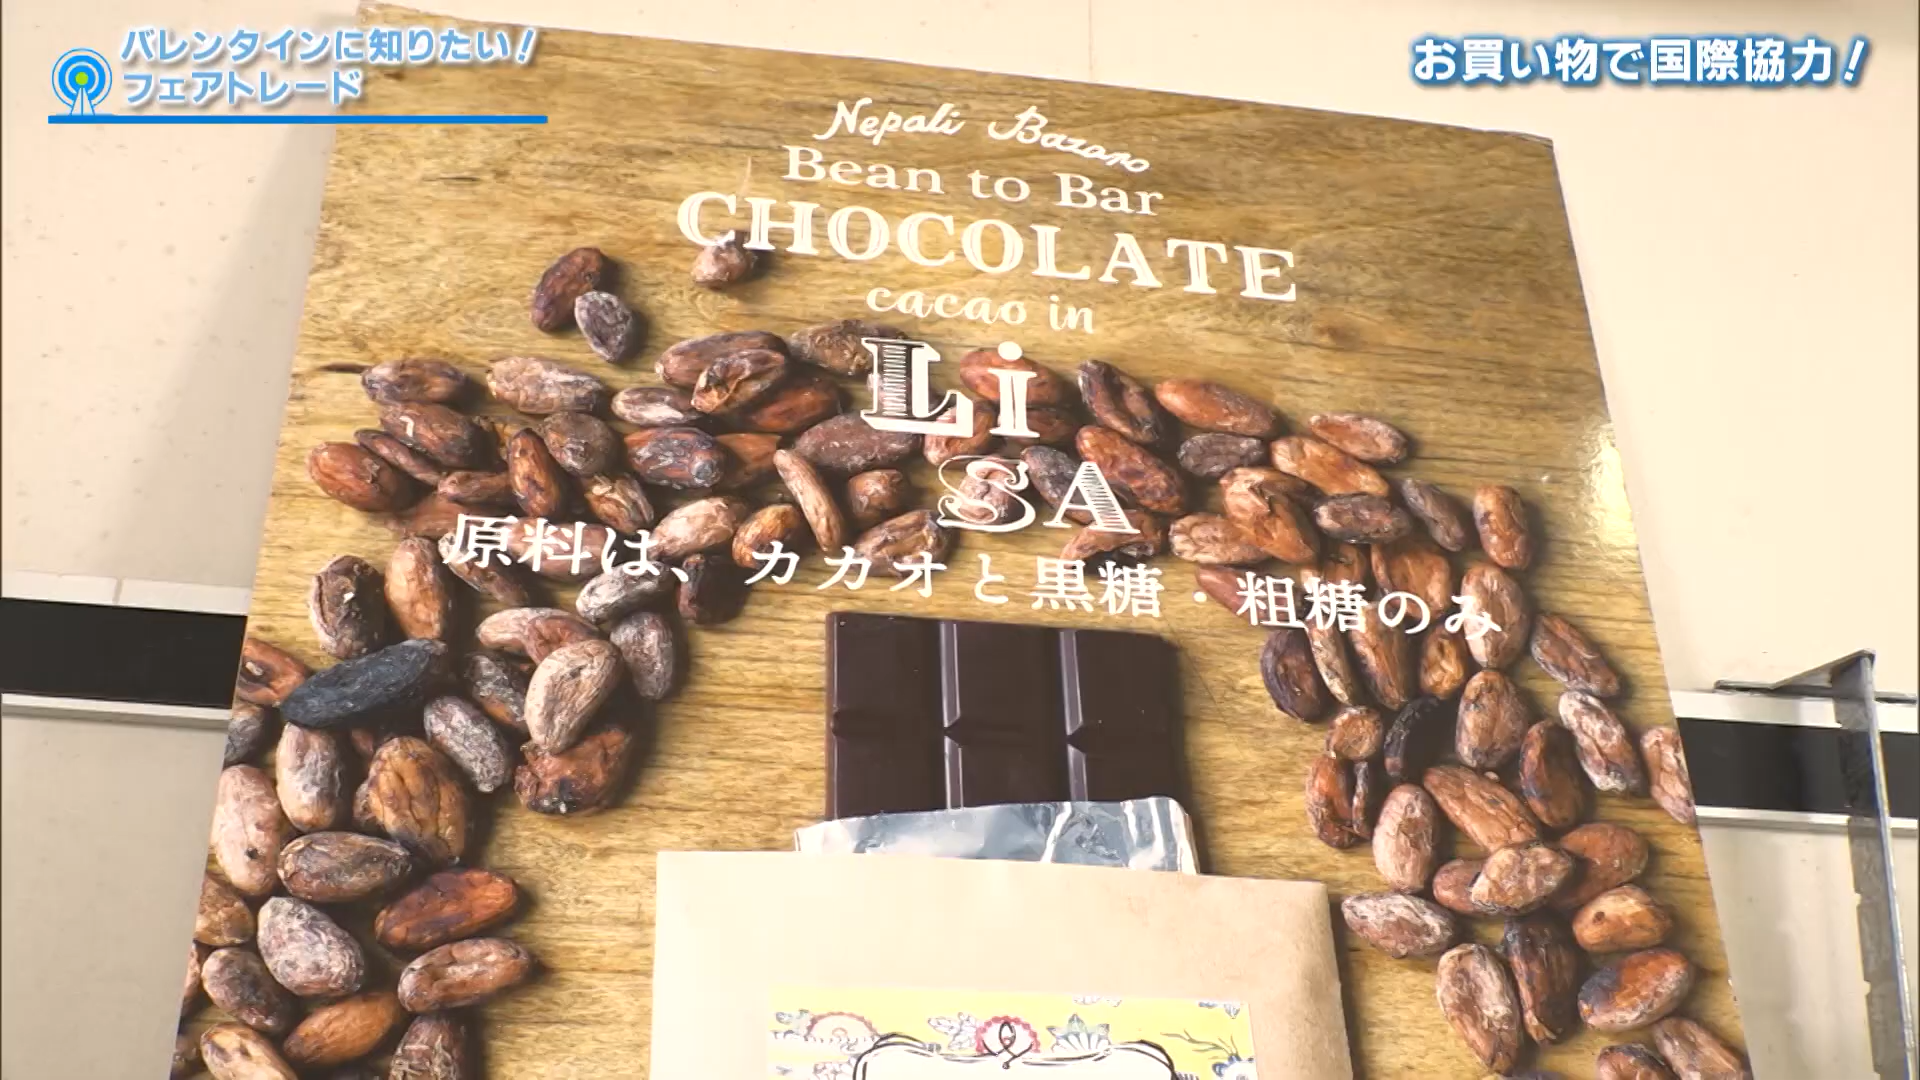 バレンタインに知りたい!
フェアトレード
お買い物で国際協力!
Nepali Bazaro
Bean to Bar
CHOCOLATE
cacao in
Li
SA
原料は、カカオと黒糖・粗糖のみ